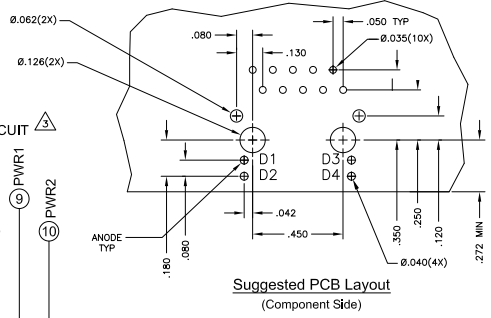 Ø.062(2X)
.080
.050 TYP
Ø.035(10X)
.130
Ø.126(2X)
CUIT 3
9 PWR1
10 PWR2
D1
D2
D3
D4
ANODE
TYP
.042
.450
.180
.080
.350
.250
.120
.272 MIN
Ø.040(4X)
Suggested PCB Layout
(Component Side)